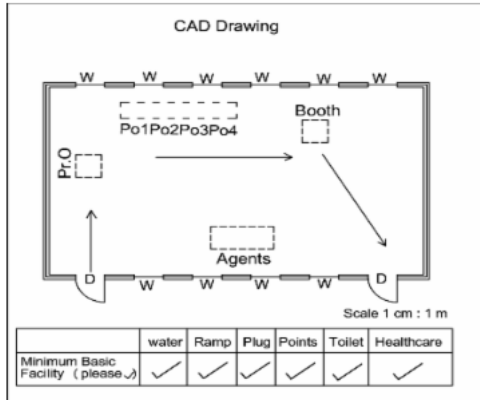 CAD Drawing
W W W W W W
Booth
Po1Po2Po3Po4
Pr.O
Agents
D D
W W W W
Scale 1 cm : 1 m
water Ramp Plug Points Toilet Healthcare
Minimum Basic
Facility (please ✓) ✓ ✓ ✓ ✓ ✓ ✓